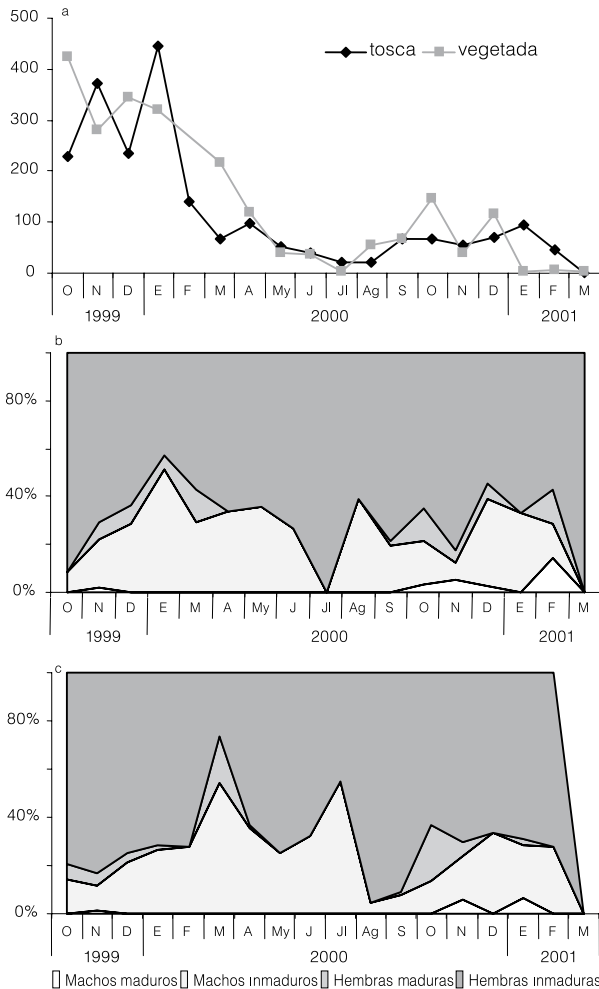 a
500
400
300
200
100
0
tosca vegetada
O N D E F M A My J Jl Ag S O N D E F M
1999 2000 2001
b
80%
40%
0%
O N D E M A My J Jl Ag S O N D E F M
1999 2000 2001
c
80%
40%
0%
O N D E F M A My J Jl Ag S O N D E F M
1999 2000 2001
Machos maduros Machos inmaduros Hembras maduras Hembras inmaduras